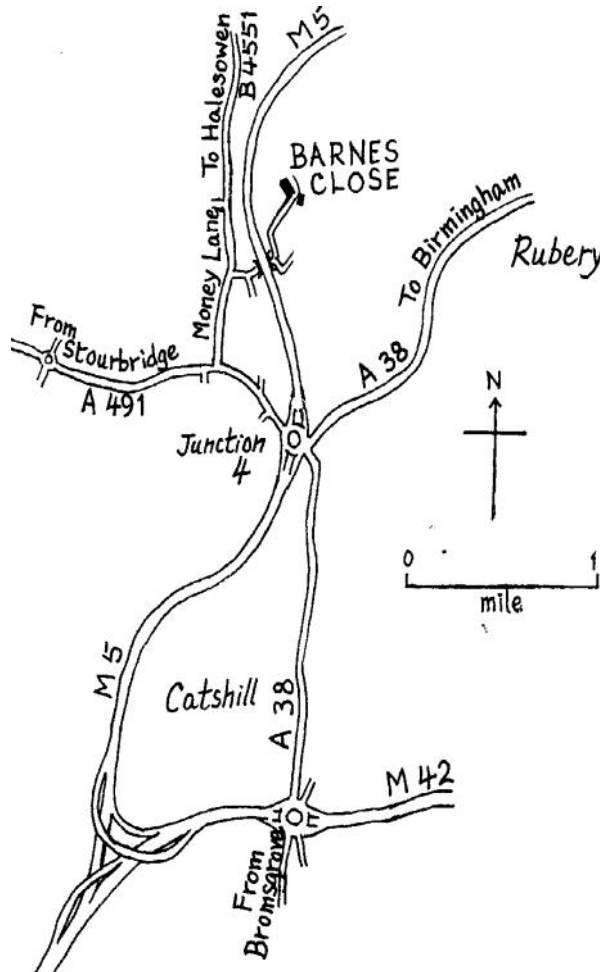 To Halesowen
B4551
M5
BARNES
CLOSE
To Birmingham
Rubery
Money Lane
From
Stourbridge
A 491
A 38
N
Junction
4
0 1
mile
M5
Catshill
A 38
M 42
From
Bromsgrove